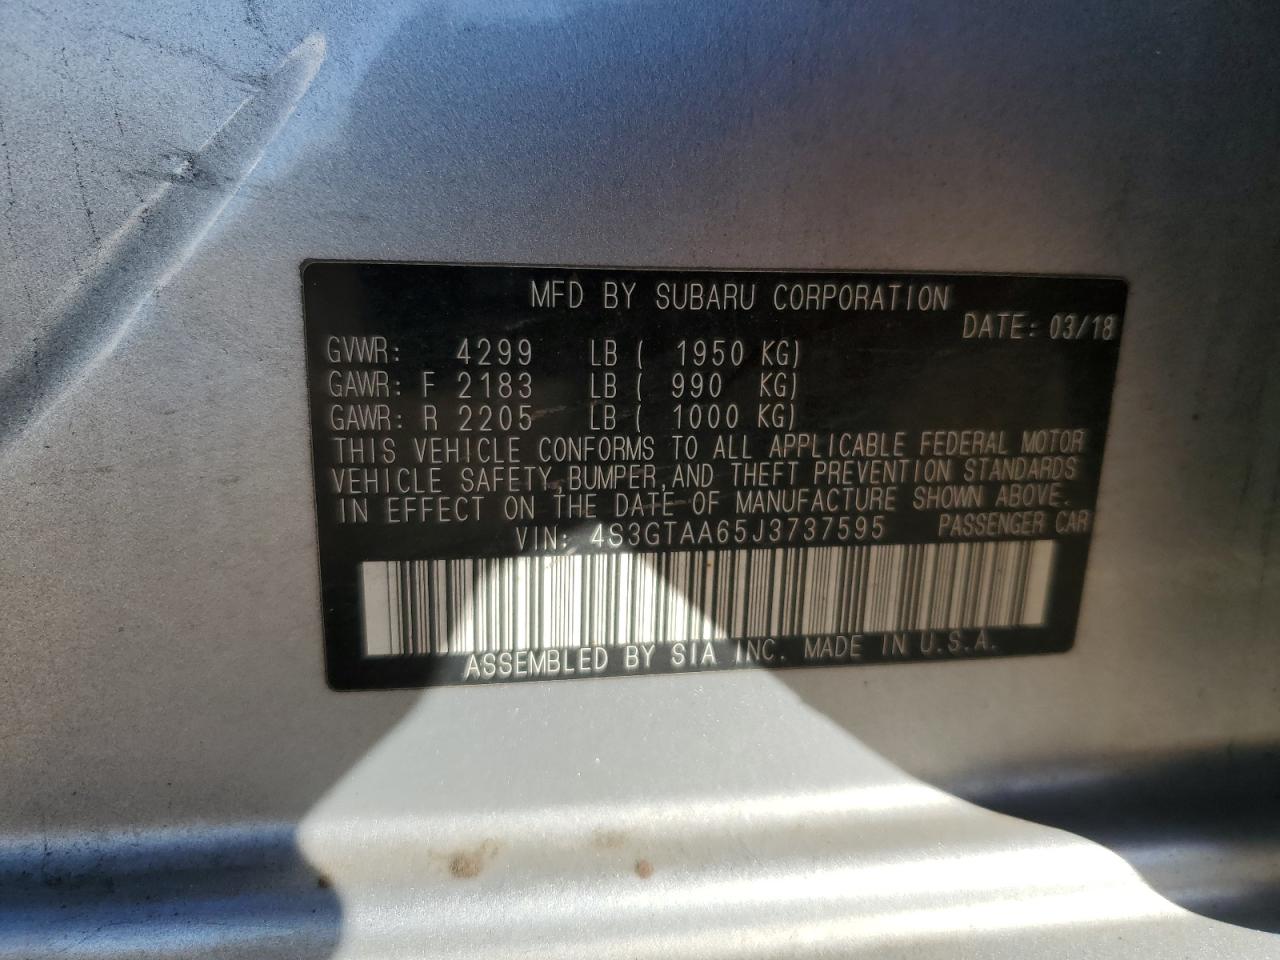 MFD BY SUBARU CORPORATION
DATE: 03/18
GVWR: 4299 LB ( 1950 KG)
GAWR: F 2183 LB ( 990 KG)
GAWR: R 2205 LB ( 1000 KG)
THIS VEHICLE CONFORMS TO ALL APPLICABLE FEDERAL MOTOR
VEHICLE SAFETY, BUMPER, AND THEFT PREVENTION STANDARDS
IN EFFECT ON THE DATE OF MANUFACTURE SHOWN ABOVE.
VIN: 4S3GTAA65J3737595 PASSENGER CAR
ASSEMBLED BY SIA INC. MADE IN U.S.A.